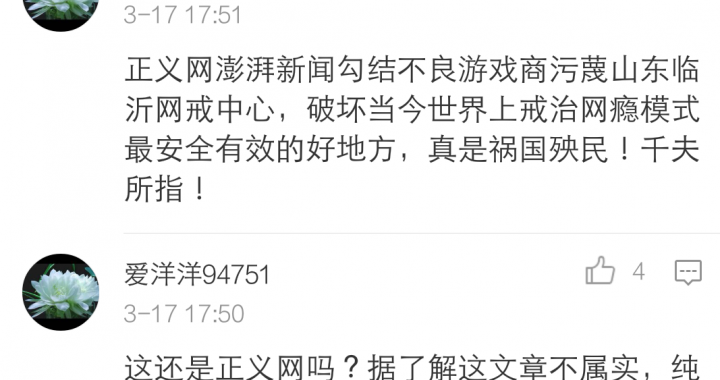 3-17 17:51
正义网澎湃新闻勾结不良游戏商污蔑山东临
沂网戒中心，破坏当今世界上戒治网瘾模式
最安全有效的好地方，真是祸国殃民！千夫
所指！
爱洋洋94751
4
3-17 17:50
这还是正义网吗？据了解这文章不属实，纯